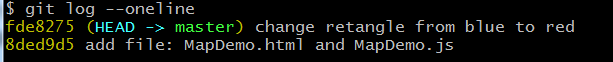 $ git log --oneline
fde8275 (HEAD -> master) change retangle from blue to red
8ded9d5 add file: MapDemo.html and MapDemo.js